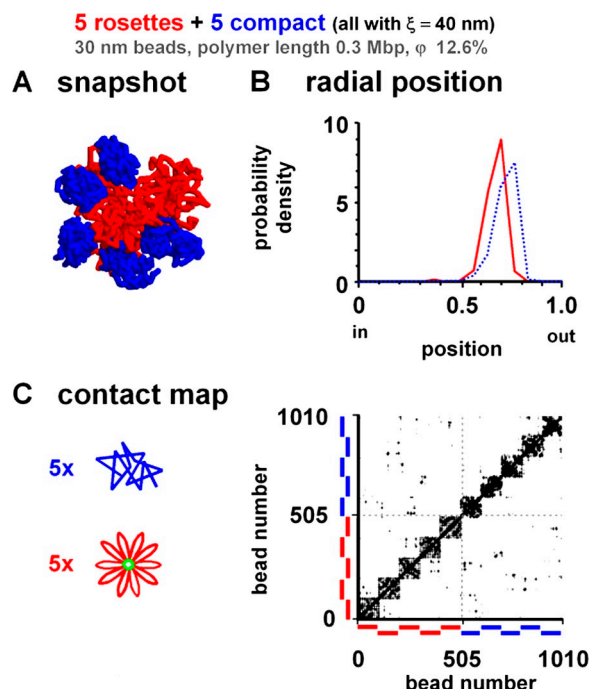 5 rosettes + 5 compact (all with ξ = 40 nm)
30 nm beads, polymer length 0.3 Mbp, φ 12.6%
A snapshot
B radial position
probability
density
10
5
0
0 0.5 1.0
in out
position
C contact map
5x
5x
bead number
1010
505
0
bead number
0 505 1010
bead number